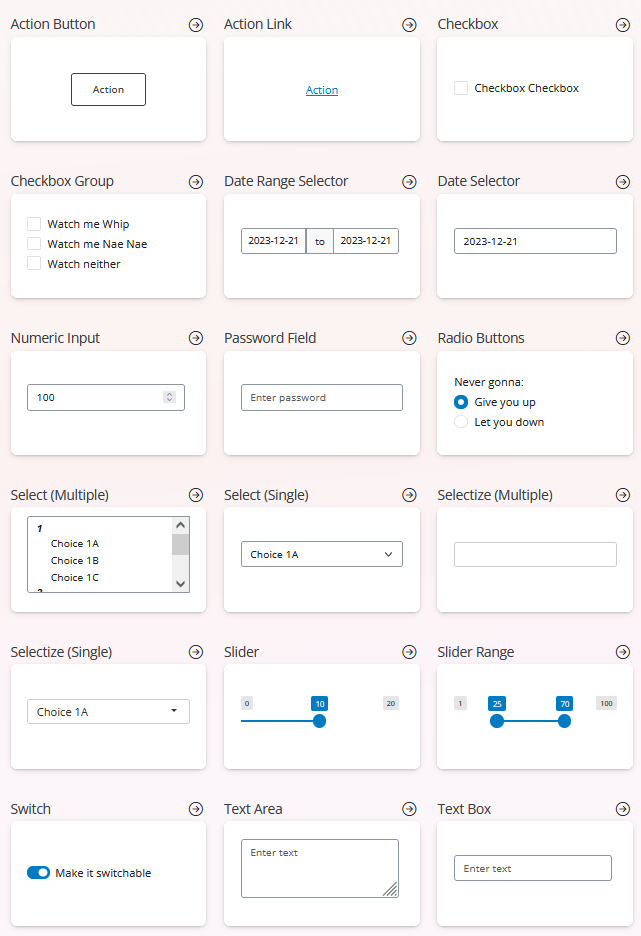 Action Button
Action Link
Checkbox
Action
Action
Checkbox Checkbox
Checkbox Group
Date Range Selector
Date Selector
Watch me Whip
Watch me Nae Nae
Watch neither
2023-12-21 to 2023-12-21
2023-12-21
Numeric Input
Password Field
Radio Buttons
100
Enter password
Never gonna:
Give you up
Let you down
Select (Multiple)
Select (Single)
Selectize (Multiple)
1
Choice 1A
Choice 1B
Choice 1C
Choice 1A
Selectize (Single)
Slider
Slider Range
Choice 1A
0 10 20
1 25 70 100
Switch
Text Area
Text Box
Make it switchable
Enter text
Enter text